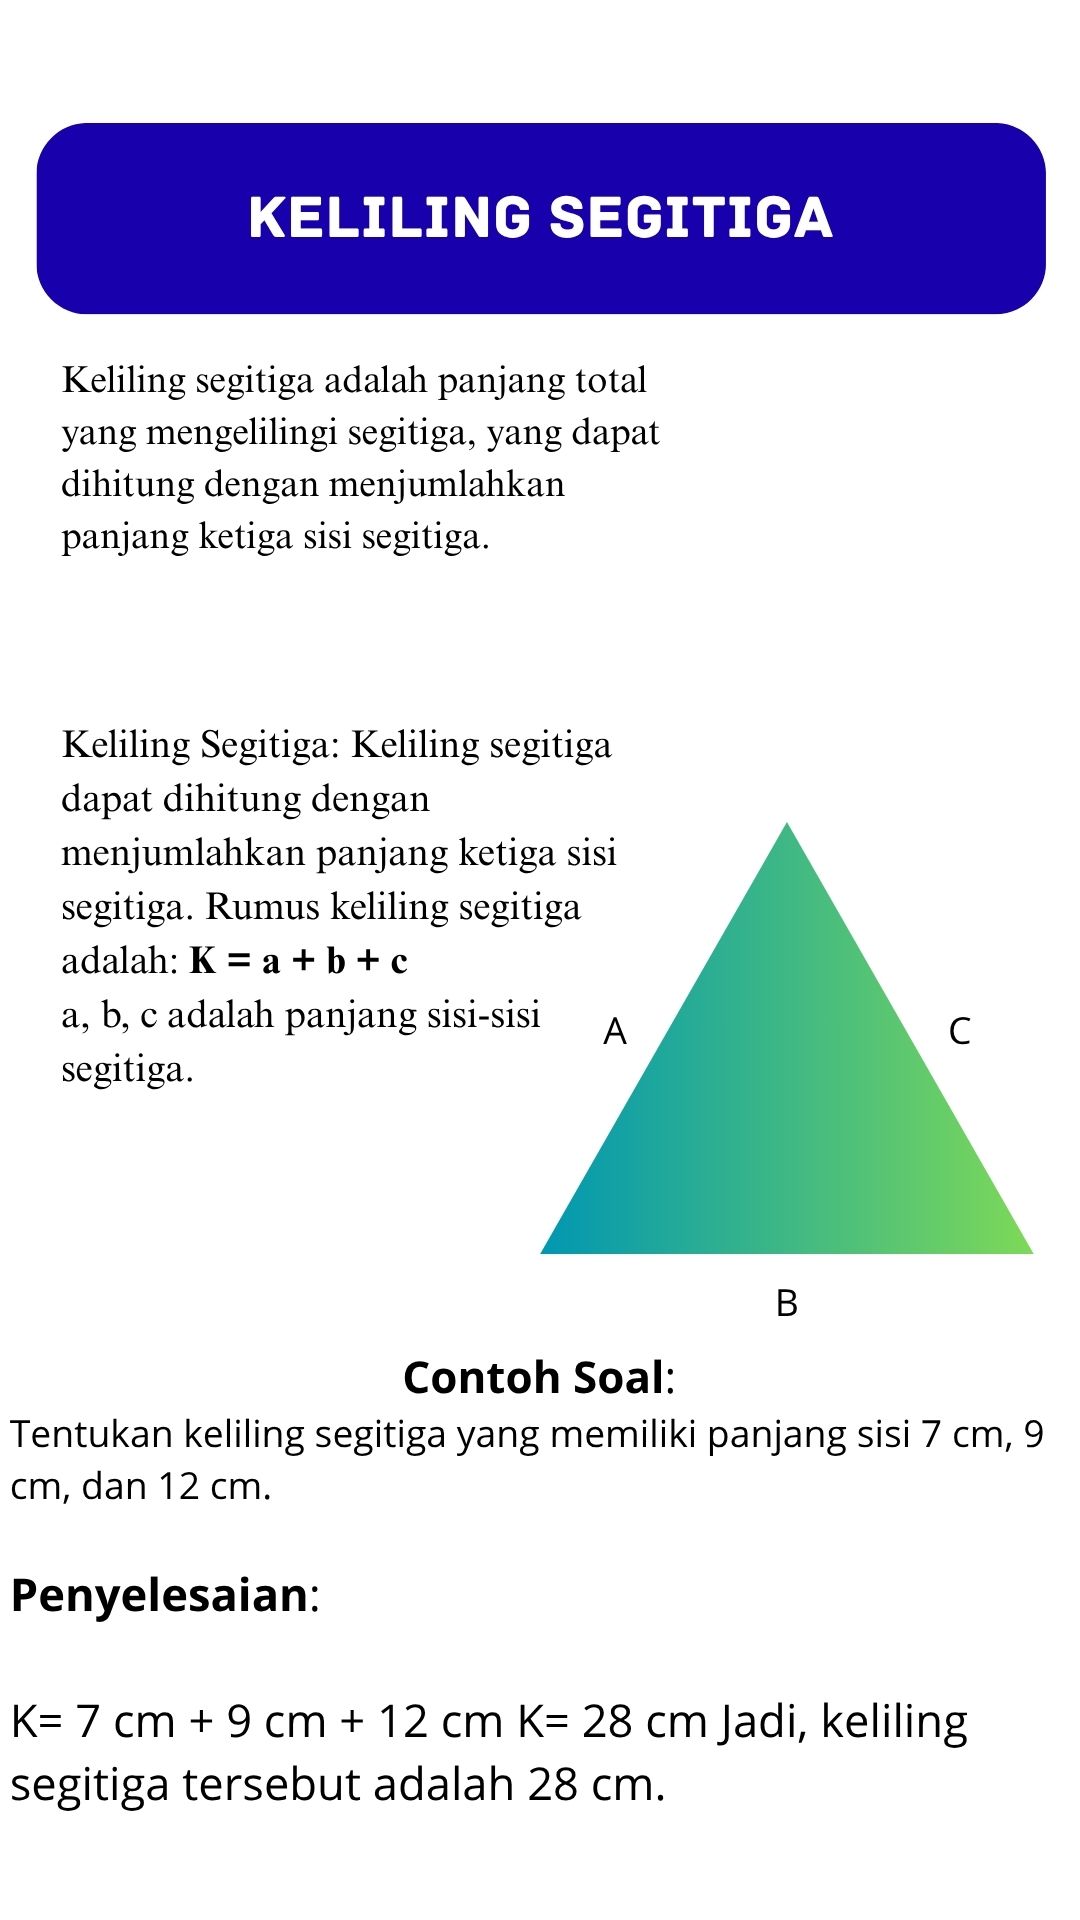 KELILING SEGITIGA
Keliling segitiga adalah panjang total
yang mengelilingi segitiga, yang dapat
dihitung dengan menjumlahkan
panjang ketiga sisi segitiga.
Keliling Segitiga: Keliling segitiga
dapat dihitung dengan
menjumlahkan panjang ketiga sisi
segitiga. Rumus keliling segitiga
adalah: K = a + b + c
a, b, c adalah panjang sisi-sisi
segitiga.
A
C
B
Contoh Soal:
Tentukan keliling segitiga yang memiliki panjang sisi 7 cm, 9
cm, dan 12 cm.
Penyelesaian:
K= 7 cm + 9 cm + 12 cm K= 28 cm Jadi, keliling
segitiga tersebut adalah 28 cm.